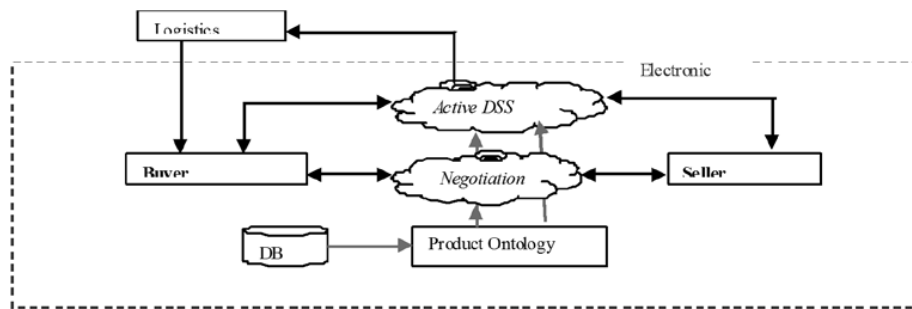 Logistics
Electronic
Active DSS
Buyer
Negotiation
Seller
DB
Product Ontology